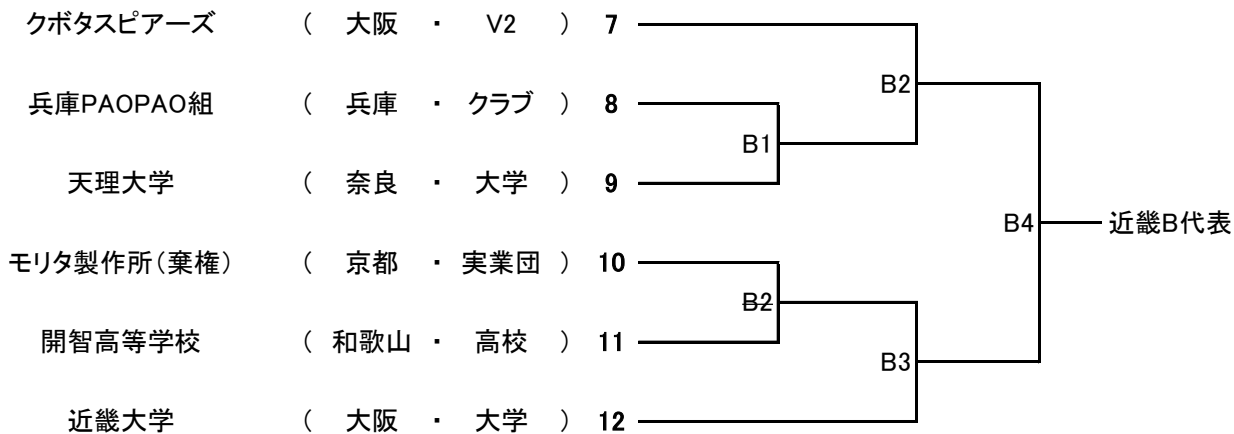 クボタスピアーズ ( 大阪 ・ V2 ) 7
B2
兵庫PAOPAO組 ( 兵庫 ・ クラブ ) 8
B1
天理大学 ( 奈良 ・ 大学 ) 9
B4 近畿B代表
モリタ製作所(棄権) ( 京都 ・ 実業団 ) 10
B2
開智高等学校 ( 和歌山 ・ 高校 ) 11
B3
近畿大学 ( 大阪 ・ 大学 ) 12